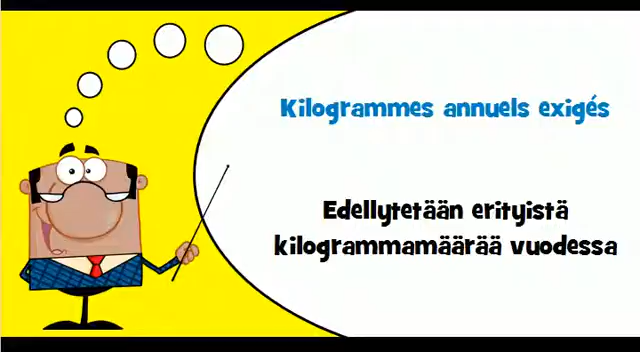 Kilogrammes annuels exigés
Edellytetään erityistä
kilogrammamäärää vuodessa